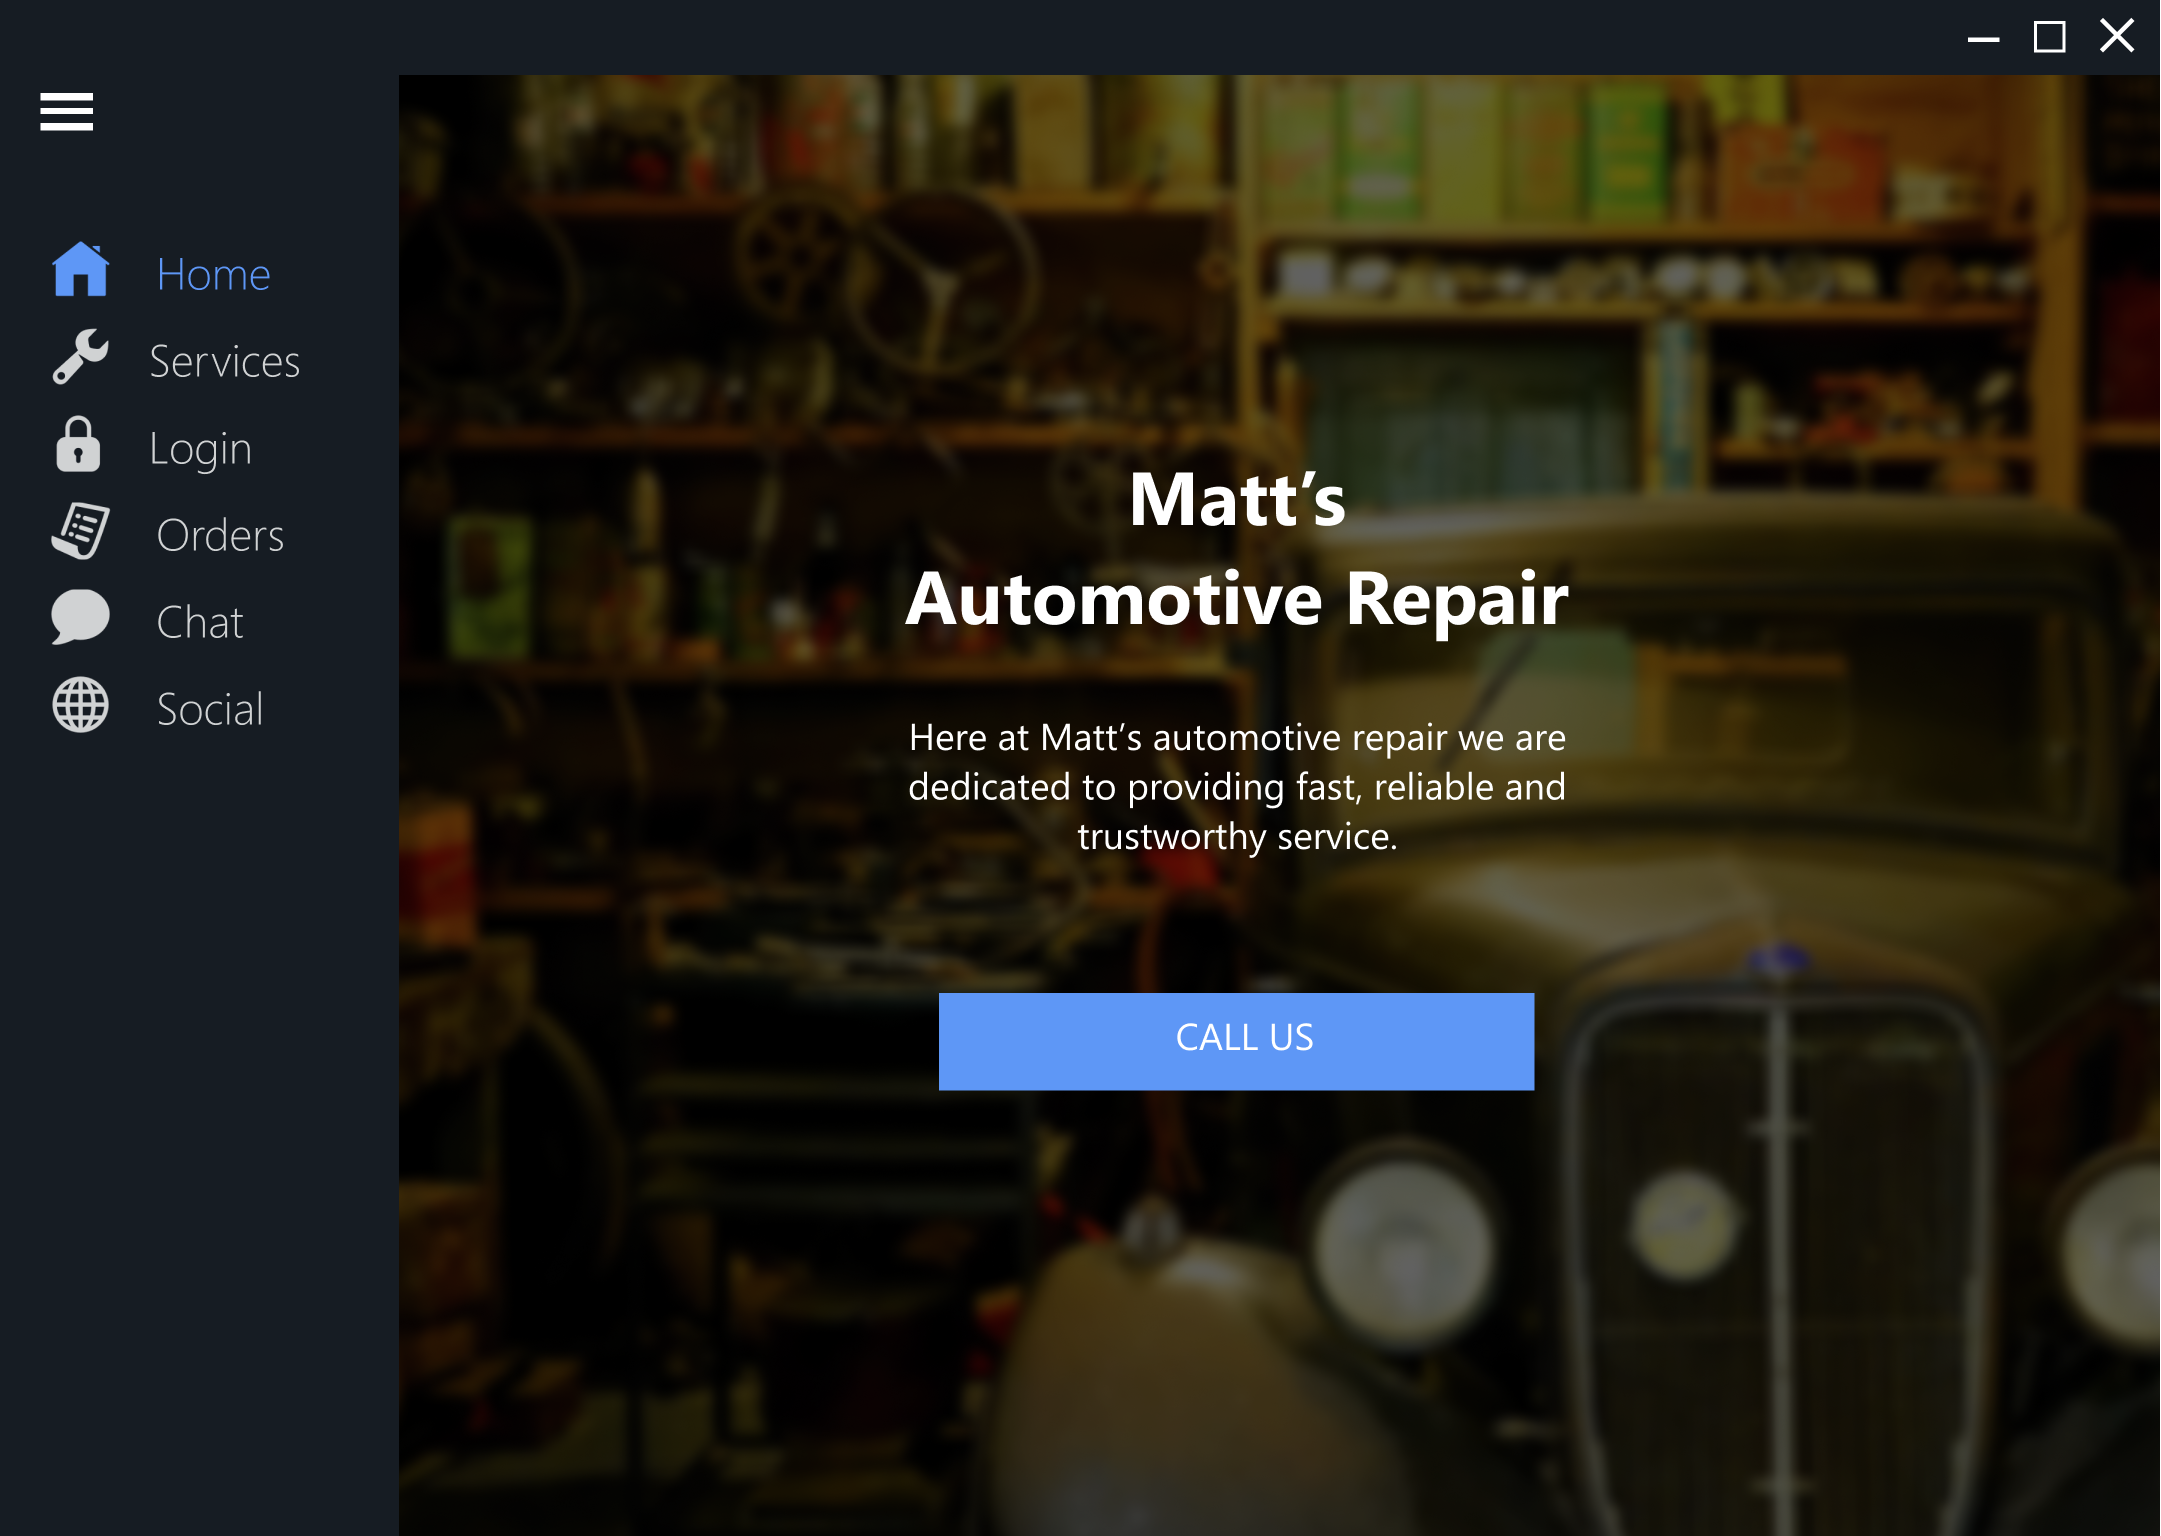 Home
Services
Login
Orders
Chat
Social
Matt’s
Automotive Repair
Here at Matt’s automotive repair we are
dedicated to providing fast, reliable and
trustworthy service.
CALL US